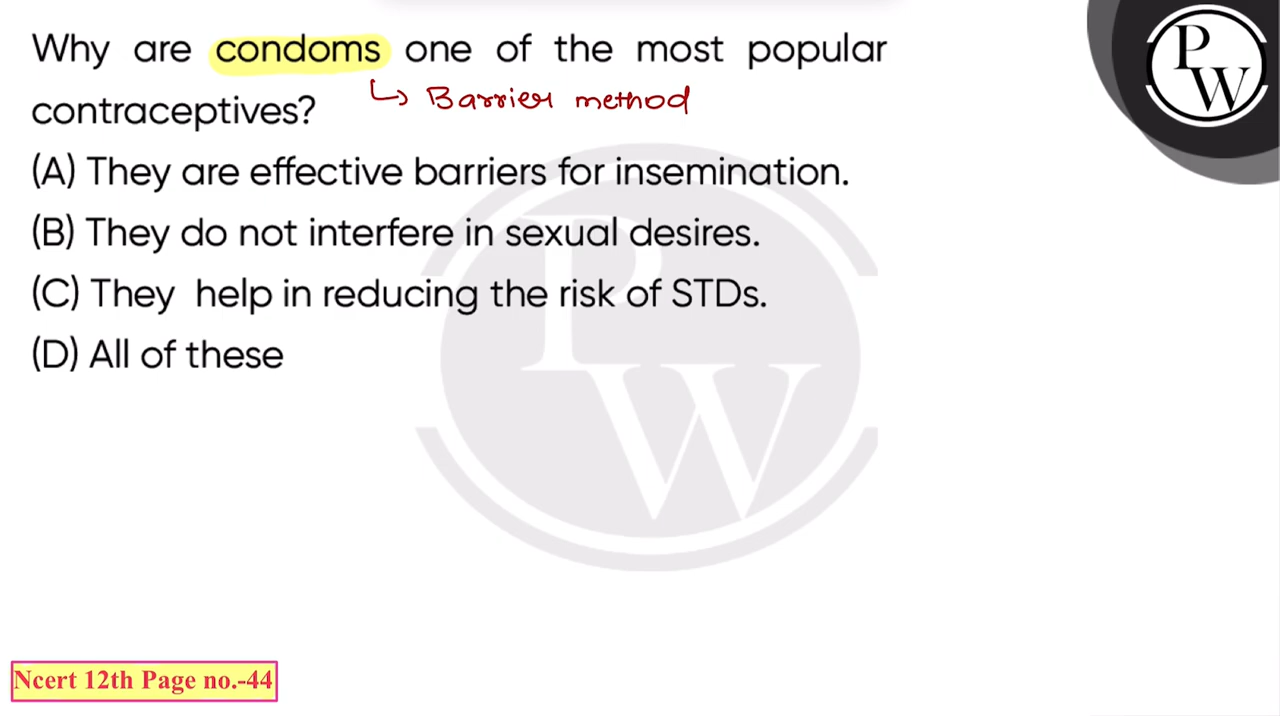 Why are condoms one of the most popular
↳ Barrier method
contraceptives?
(A) They are effective barriers for insemination.
(B) They do not interfere in sexual desires.
(C) They help in reducing the risk of STDs.
(D) All of these
P
W
P
W
Ncert 12th Page no.-44